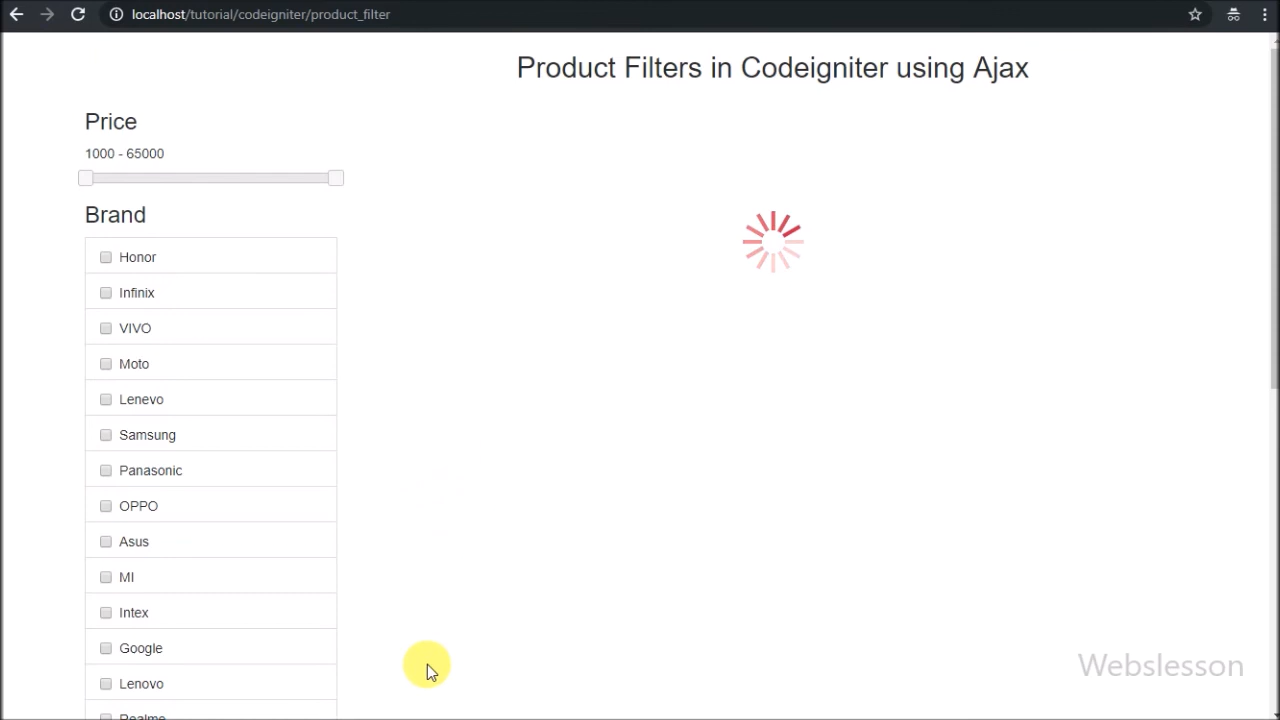 localhost/tutorial/codeigniter/product_filter
Product Filters in Codeigniter using Ajax
Price
1000 - 65000
Brand
Honor
Infinix
VIVO
Moto
Lenevo
Samsung
Panasonic
OPPO
Asus
MI
Intex
Google
Lenovo
Realme
Webslesson